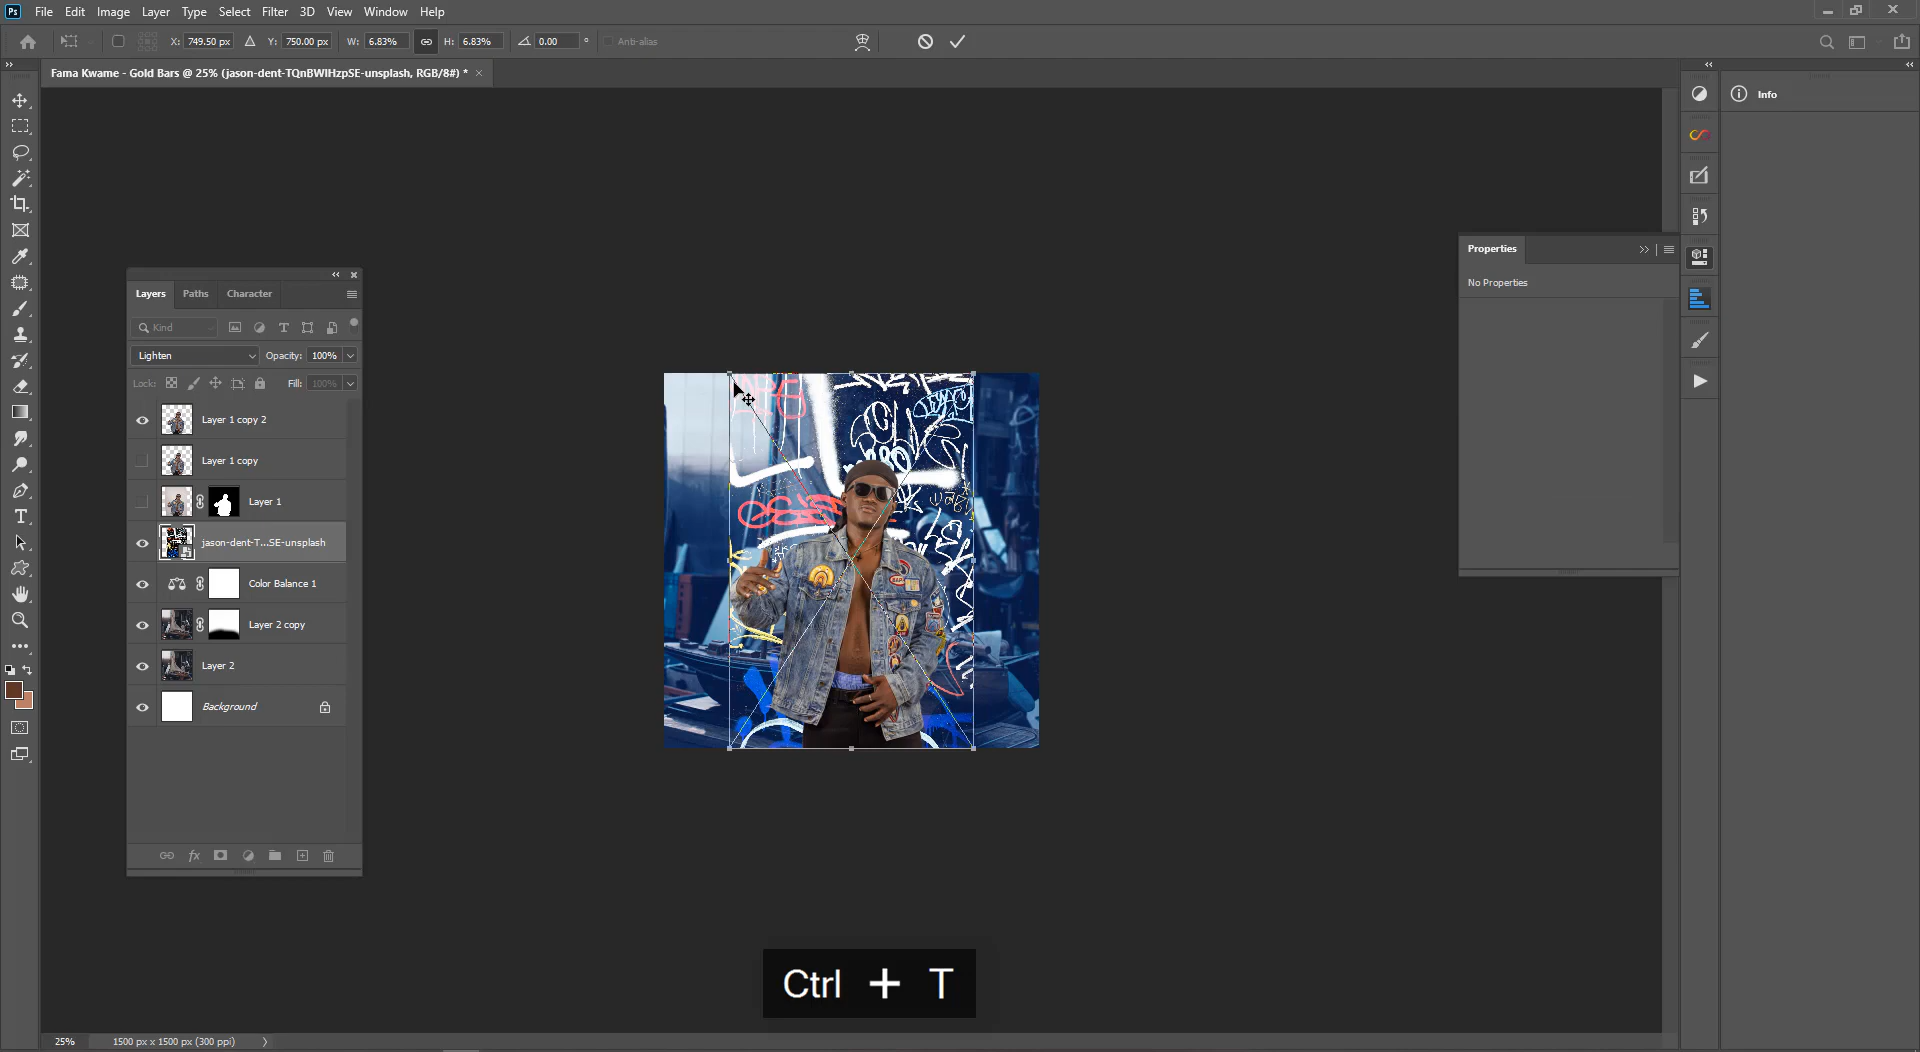 Ps File Edit Image Layer Type Select Filter 3D View Window Help
X: 749.50 px Y: 750.00 px W: 6.83% H: 6.83% 0.00 ° Anti-alias
Fama Kwame - Gold Bars @ 25% (jason-dent-TQnBWIHzpSE-unsplash, RGB/8#) * ×
Info
Properties
No Properties
Layers Paths Character
Kind
Lighten Opacity: 100%
Lock: Fill: 100%
Layer 1 copy 2
Layer 1 copy
Layer 1
jason-dent-T...SE-unsplash
Color Balance 1
Layer 2 copy
Layer 2
Background
fx
Ctrl + T
25% 1500 px x 1500 px (300 ppi)